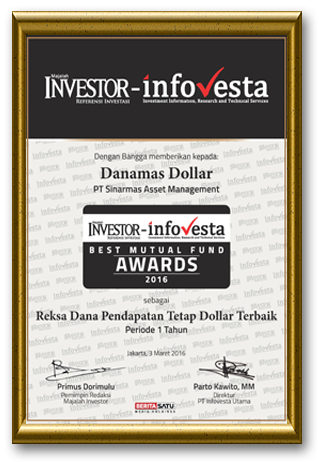 Majalah
INVESTOR-infovesta
REFERENSI INVESTASI
Investment Information, Research and Technical Services
Dengan Bangga memberikan kepada:
Danamas Dollar
PT Sinarmas Asset Management
INVESTOR-infovesta
BEST MUTUAL FUND
AWARDS
2016
sebagai
Reksa Dana Pendapatan Tetap Dollar Terbaik
Periode 1 Tahun
Jakarta, 3 Maret 2016
Primus Dorimulu
Pemimpin Redaksi
Majalah Investor
Parto Kawito, MM
Direktur
PT Infovesta Utama
BERITA SATU
MEDIA HOLDINGS